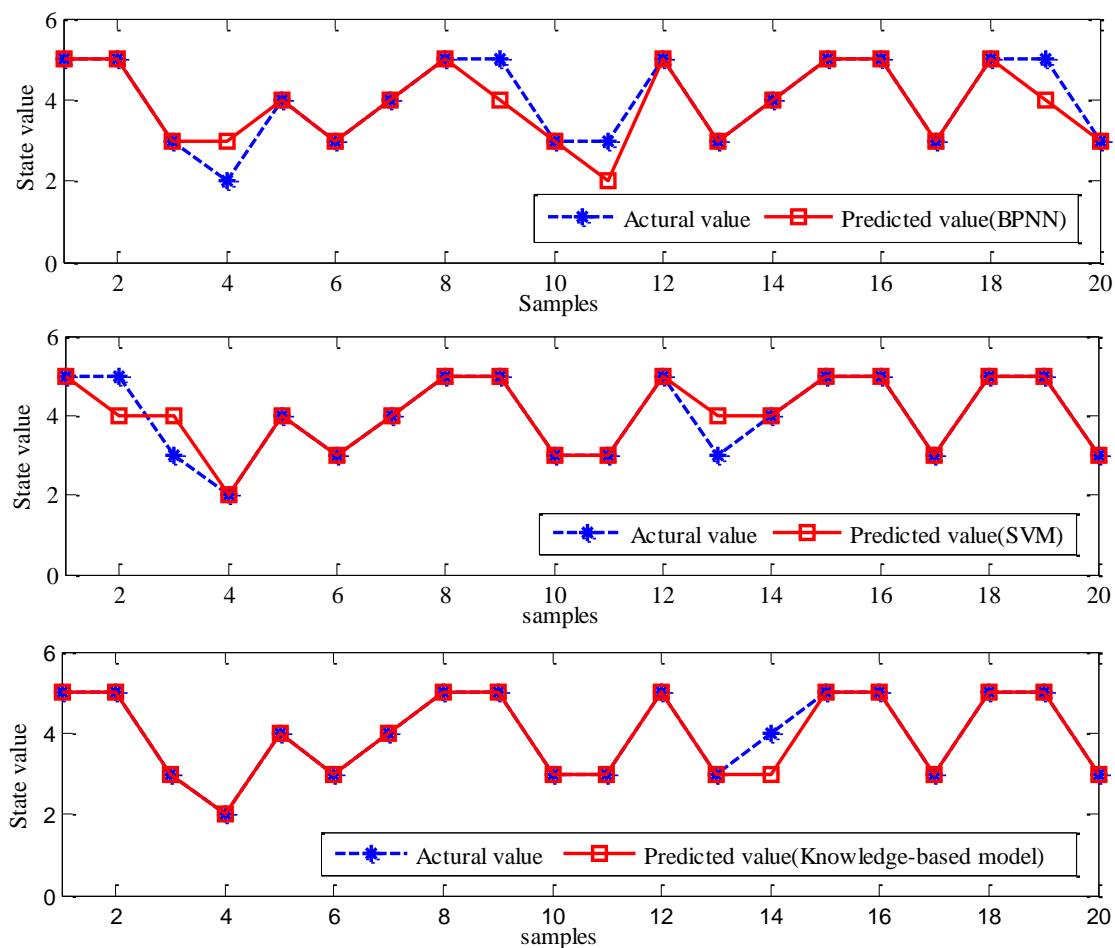 6
4
2
0
State value
Actural value Predicted value(BPNN)
2 4 6 8 10 12 14 16 18 20
Samples
6
4
2
0
State value
Actural value Predicted value(SVM)
2 4 6 8 10 12 14 16 18 20
samples
6
4
2
0
State value
Actural value Predicted value(Knowledge-based model)
2 4 6 8 10 12 14 16 18 20
samples